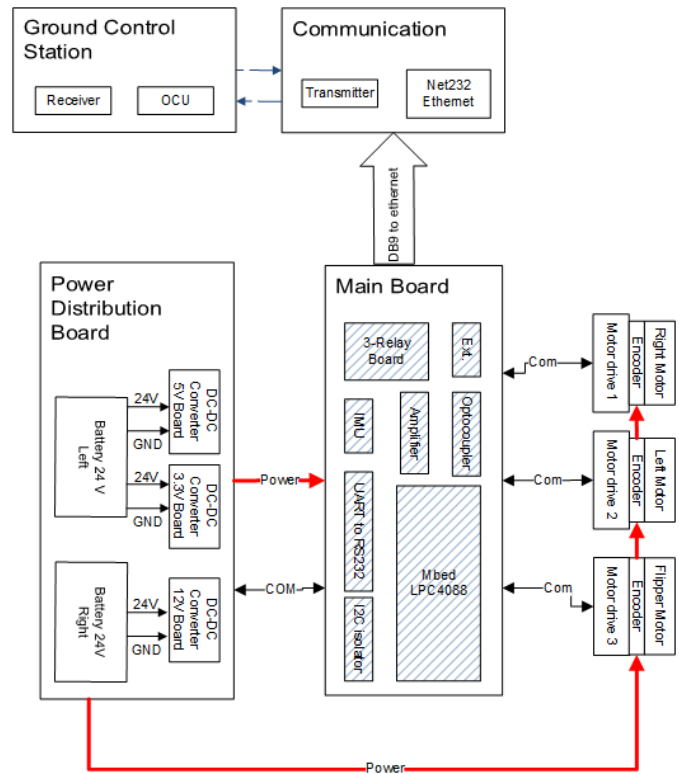 Ground Control
Station
Receiver
OCU
Communication
Transmitter
Net232
Ethernet
DB9 to ethernet
Power
Distribution
Board
Battery 24 V
Left
24V
GND
DC-DC
Converter
5V Board
24V
GND
DC-DC
Converter
3.3V Board
Battery 24V
Right
24V
GND
DC-DC
Converter
12V Board
Power
COM
Main Board
3-Relay
Board
Ext.
IMU
Amplifier
Optocoupler
UART to RS232
I2C isolator
Mbed
LPC4088
Com
Motor drive 1
Encoder
Right Motor
Com
Motor drive 2
Encoder
Left Motor
Com
Motor drive 3
Encoder
Flipper Motor
Power